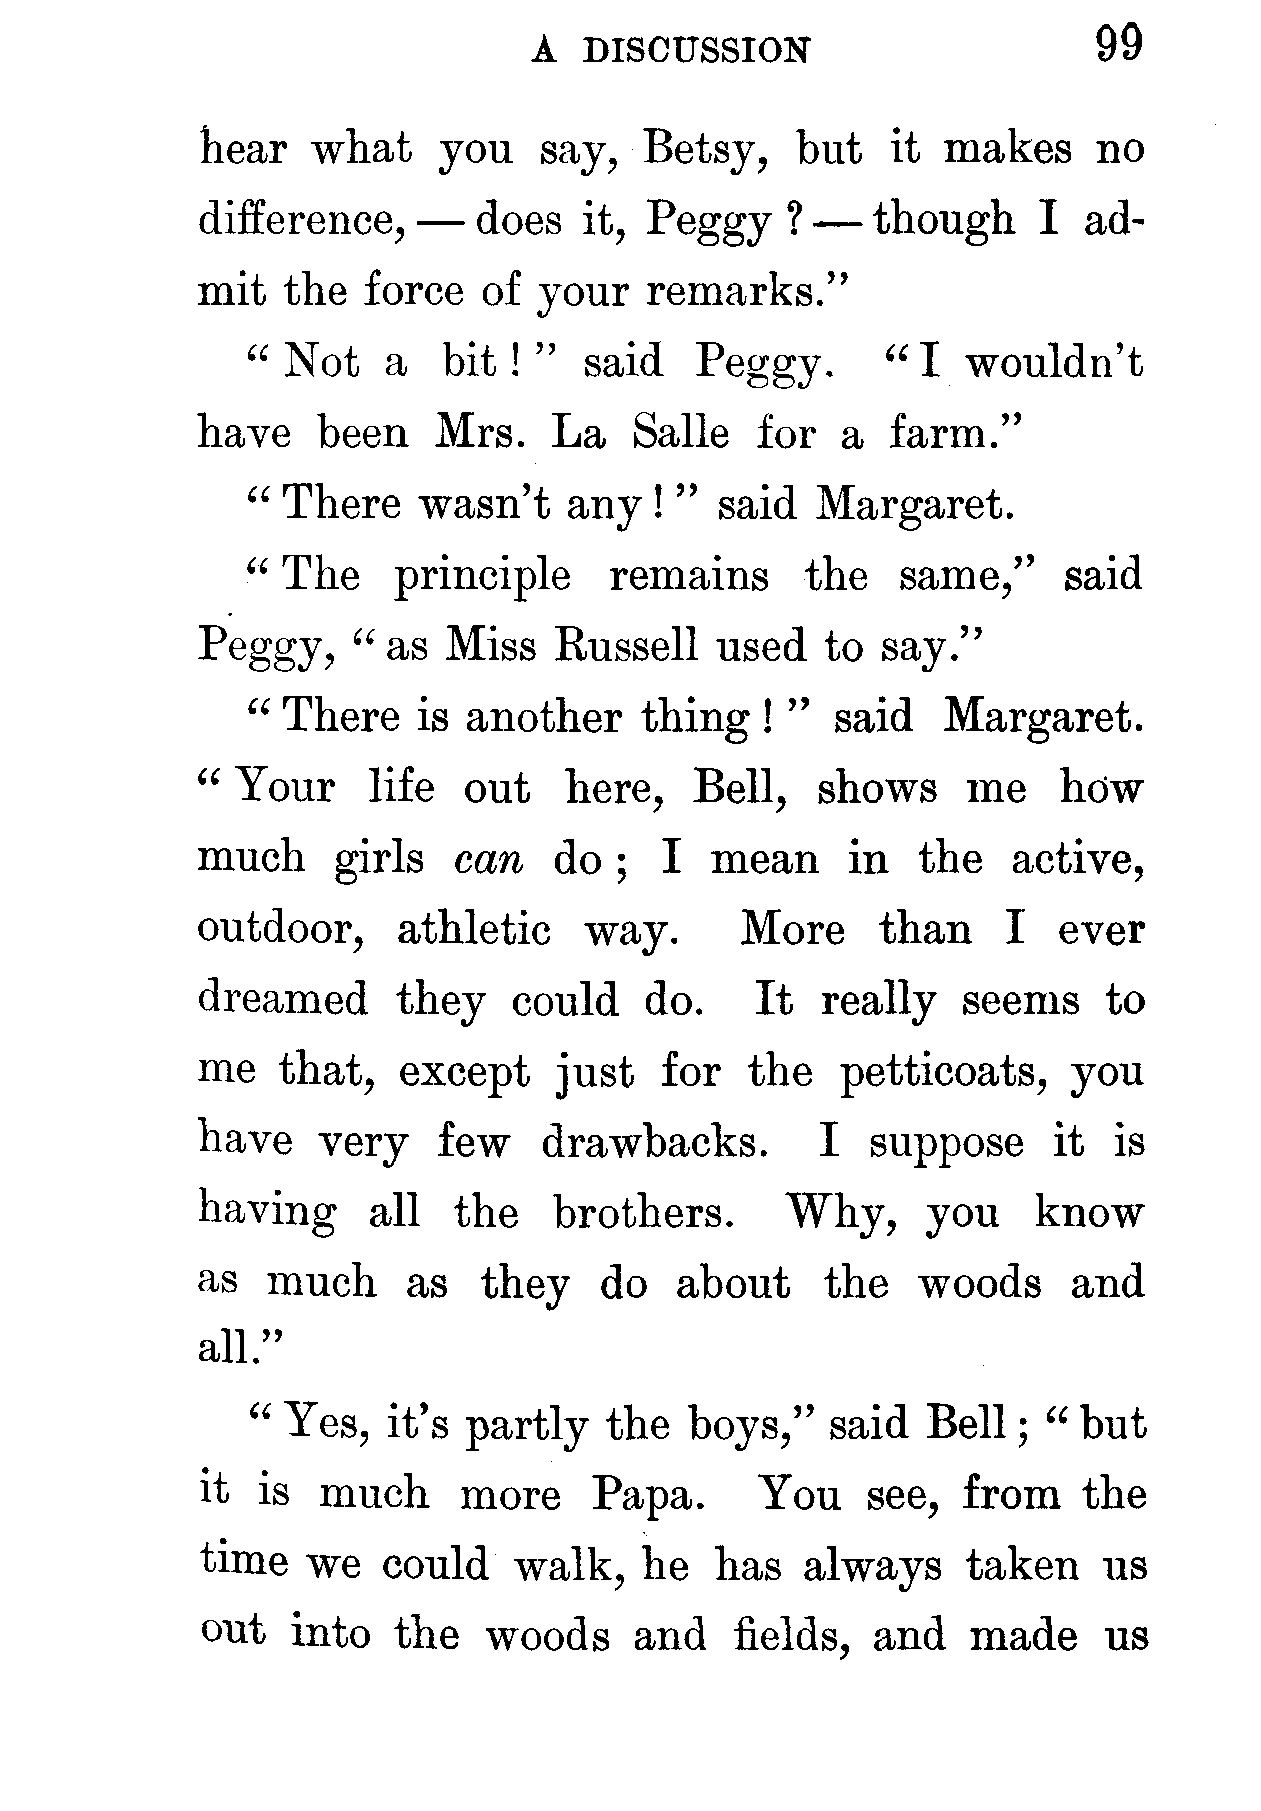 A DISCUSSION 99
hear what you say, Betsy, but it makes no
difference, — does it, Peggy ? — though I ad-
mit the force of your remarks."
" Not a bit ! " said Peggy. " I wouldn't
have been Mrs. La Salle for a farm."
" There wasn't any ! " said Margaret.
" The principle remains the same," said
Peggy, " as Miss Russell used to say."
" There is another thing ! " said Margaret.
" Your life out here, Bell, shows me how
much girls can do ; I mean in the active,
outdoor, athletic way. More than I ever
dreamed they could do. It really seems to
me that, except just for the petticoats, you
have very few drawbacks. I suppose it is
having all the brothers. Why, you know
as much as they do about the woods and
all."
" Yes, it's partly the boys," said Bell ; " but
it is much more Papa. You see, from the
time we could walk, he has always taken us
out into the woods and fields, and made us